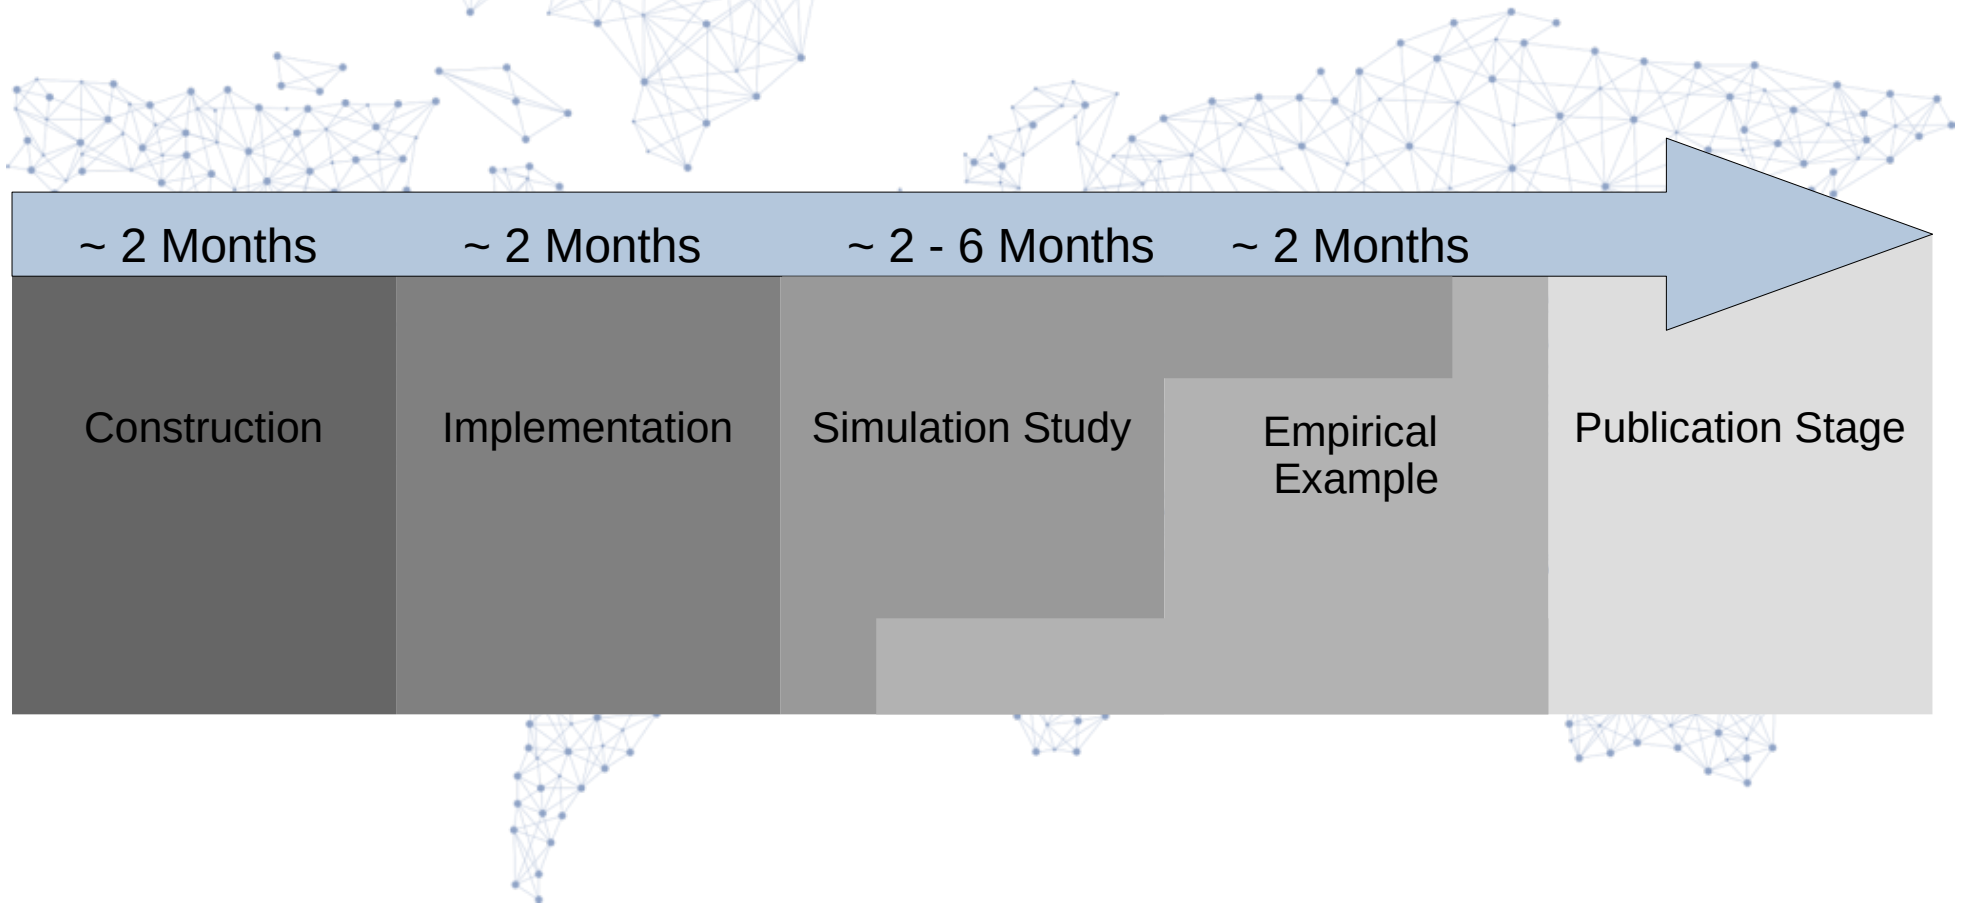 ~ 2 Months
~ 2 Months
~ 2 - 6 Months
~ 2 Months
Construction
Implementation
Simulation Study
Empirical
Example
Publication Stage